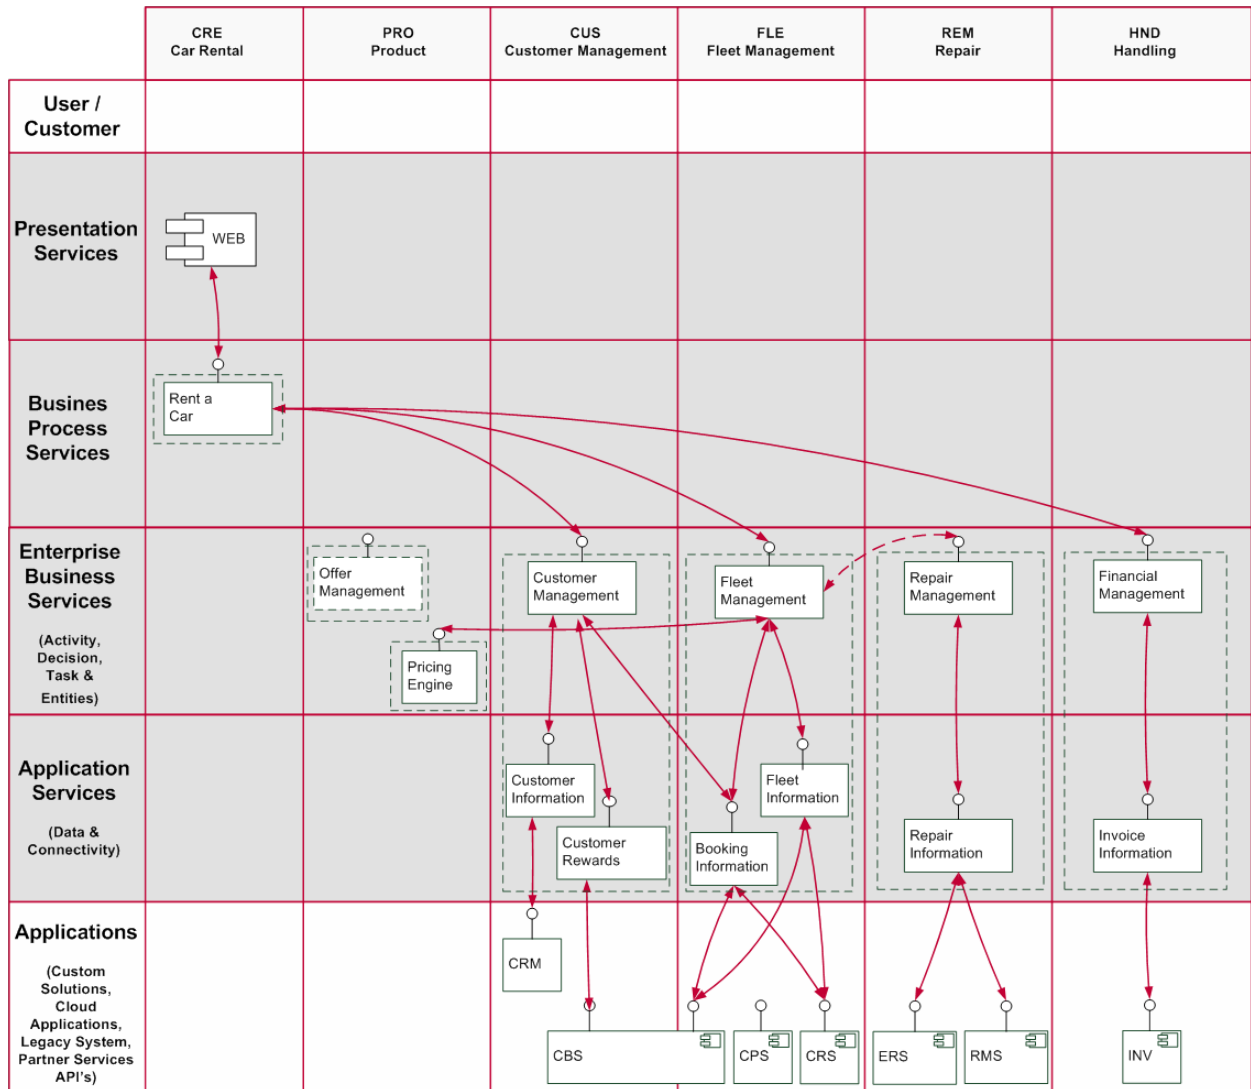 CRE
Car Rental
PRO
Product
CUS
Customer Management
FLE
Fleet Management
REM
Repair
HND
Handling
User /
Customer
Presentation
Services
WEB
Busines
Process
Services
Rent a
Car
Enterprise
Business
Services
(Activity,
Decision,
Task &
Entities)
Offer
Management
Pricing
Engine
Customer
Management
Fleet
Management
Repair
Management
Financial
Management
Application
Services
(Data &
Connectivity)
Customer
Information
Customer
Rewards
Booking
Information
Fleet
Information
Repair
Information
Invoice
Information
Applications
(Custom
Solutions,
Cloud
Applications,
Legacy System,
Partner Services
API's)
CRM
CBS
CPS
CRS
ERS
RMS
INV